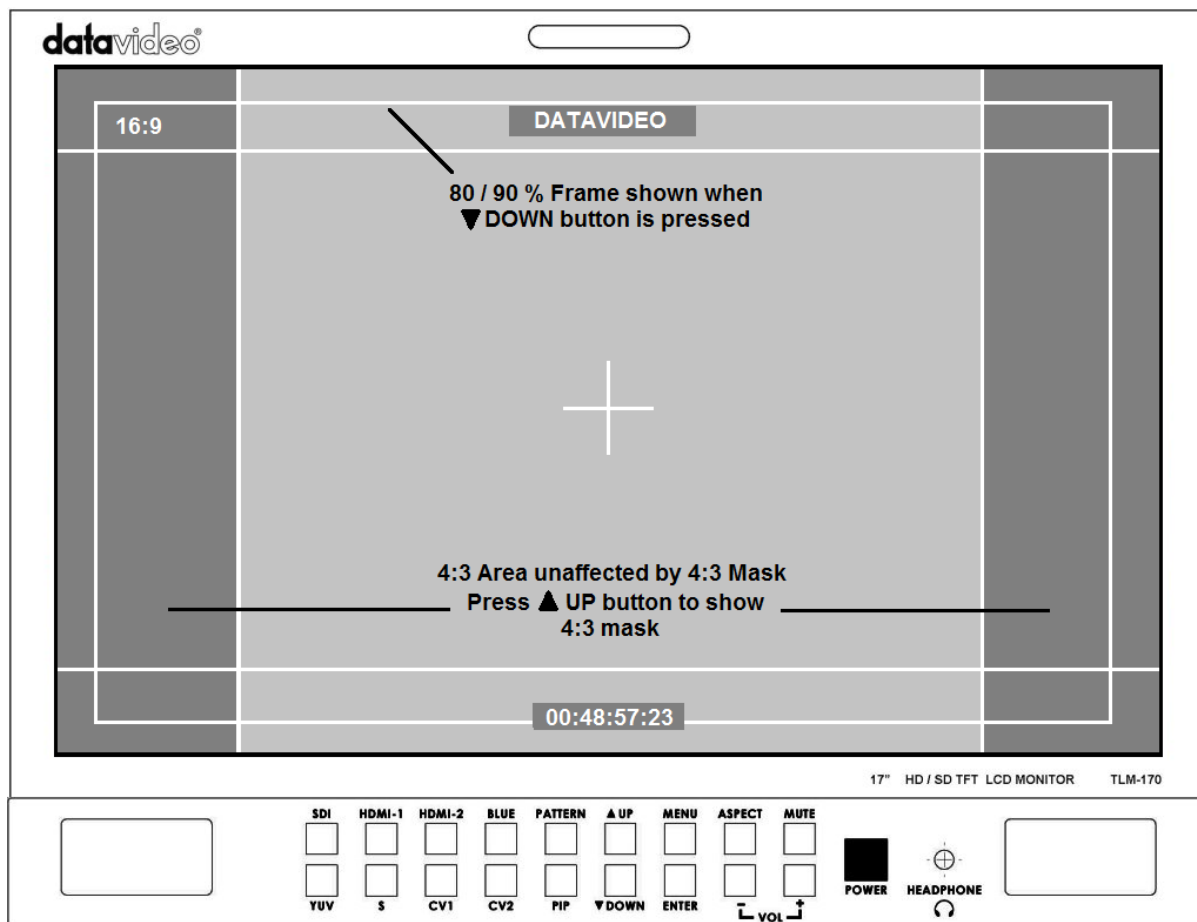 datavideo®
16:9
DATAVIDEO
80 / 90 % Frame shown when
▼DOWN button is pressed
4:3 Area unaffected by 4:3 Mask
Press ▲ UP button to show
4:3 mask
00:48:57:23
17" HD / SD TFT LCD MONITOR TLM-170
SDI HDMI-1 HDMI-2 BLUE PATTERN ▲UP MENU ASPECT MUTE
YUV S CV1 CV2 PIP ▼DOWN ENTER - VOL +
POWER HEADPHONE